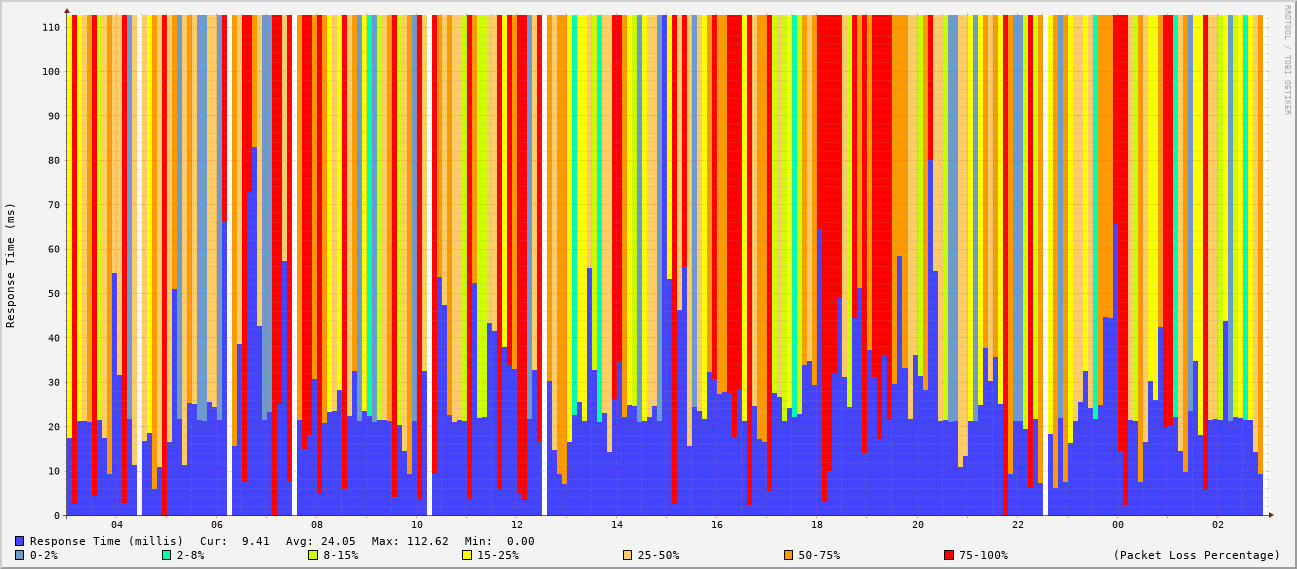 RRDTOOL / TOBI OETIKER
Response Time (ms)
110
100
90
80
70
60
50
40
30
20
10
0
04 06 08 10 12 14 16 18 20 22 00 02
Response Time (millis) Cur: 9.41 Avg: 24.05 Max: 112.62 Min: 0.00
0-2% 2-8% 8-15% 15-25% 25-50% 50-75% 75-100% (Packet Loss Percentage)